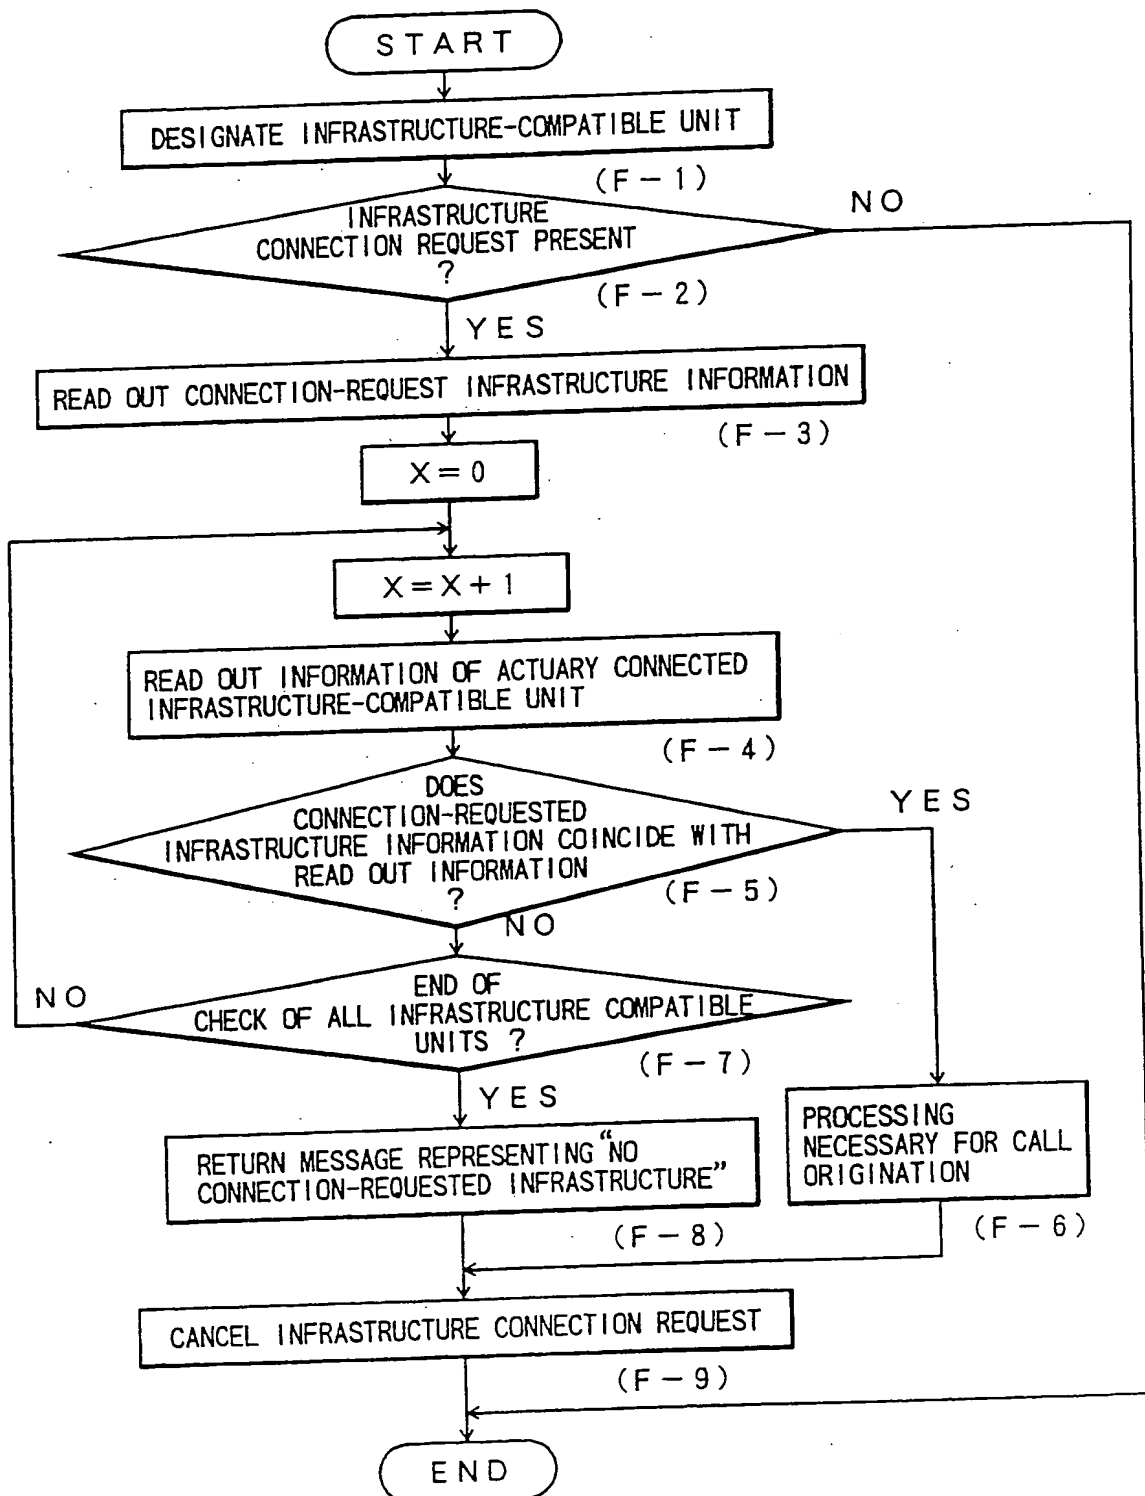 START
DESIGNATE INFRASTRUCTURE-COMPATIBLE UNIT
(F-1)
INFRASTRUCTURE
CONNECTION REQUEST PRESENT
?
NO
(F-2)
YES
READ OUT CONNECTION-REQUEST INFRASTRUCTURE INFORMATION
(F-3)
X=0
X=X+1
READ OUT INFORMATION OF ACTUARY CONNECTED
INFRASTRUCTURE-COMPATIBLE UNIT
(F-4)
DOES
CONNECTION-REQUESTED
INFRASTRUCTURE INFORMATION COINCIDE WITH
READ OUT INFORMATION
?
YES
(F-5)
NO
END OF
CHECK OF ALL INFRASTRUCTURE COMPATIBLE
UNITS ?
NO
(F-7)
YES
PROCESSING
NECESSARY FOR CALL
ORIGINATION
(F-6)
RETURN MESSAGE REPRESENTING "NO
CONNECTION-REQUESTED INFRASTRUCTURE"
(F-8)
CANCEL INFRASTRUCTURE CONNECTION REQUEST
(F-9)
END